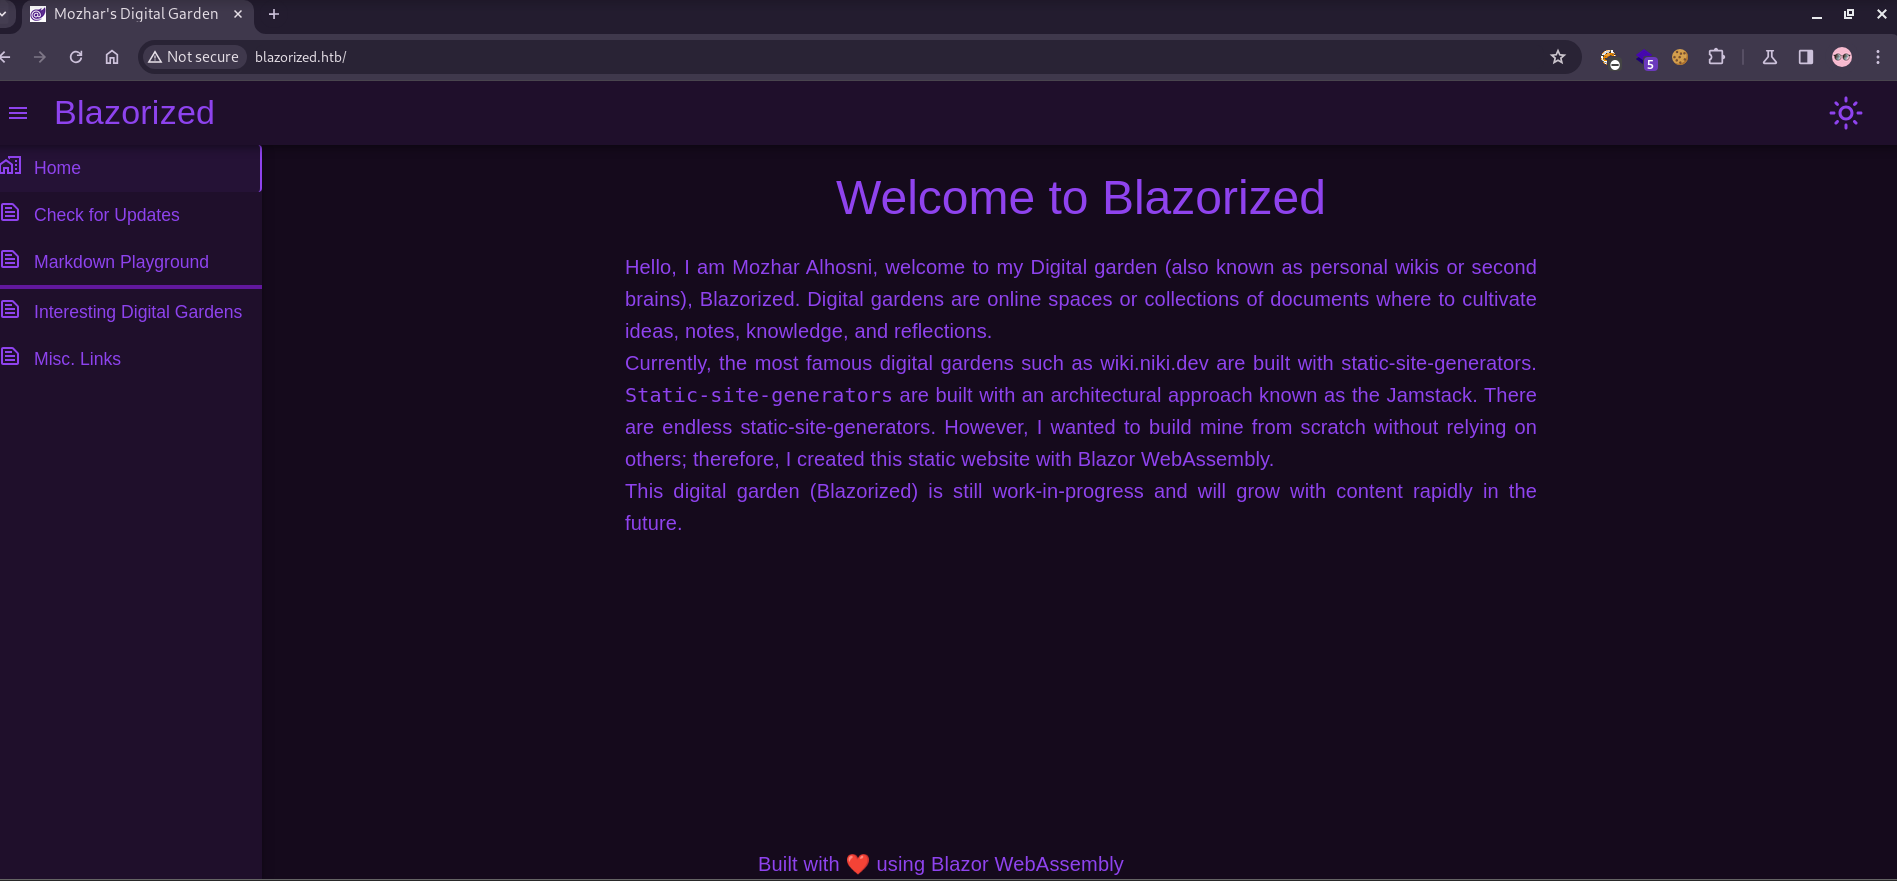 Mozhar's Digital Garden
Not secure
blazorized.htb/
5
Blazorized
Home
Check for Updates
Markdown Playground
Interesting Digital Gardens
Misc. Links
Welcome to Blazorized
Hello, I am Mozhar Alhosni, welcome to my Digital garden (also known as personal wikis or second
brains), Blazorized. Digital gardens are online spaces or collections of documents where to cultivate
ideas, notes, knowledge, and reflections.
Currently, the most famous digital gardens such as wiki.niki.dev are built with static-site-generators.
Static-site-generators are built with an architectural approach known as the Jamstack. There
are endless static-site-generators. However, I wanted to build mine from scratch without relying on
others; therefore, I created this static website with Blazor WebAssembly.
This digital garden (Blazorized) is still work-in-progress and will grow with content rapidly in the
future.
Built with ❤️ using Blazor WebAssembly